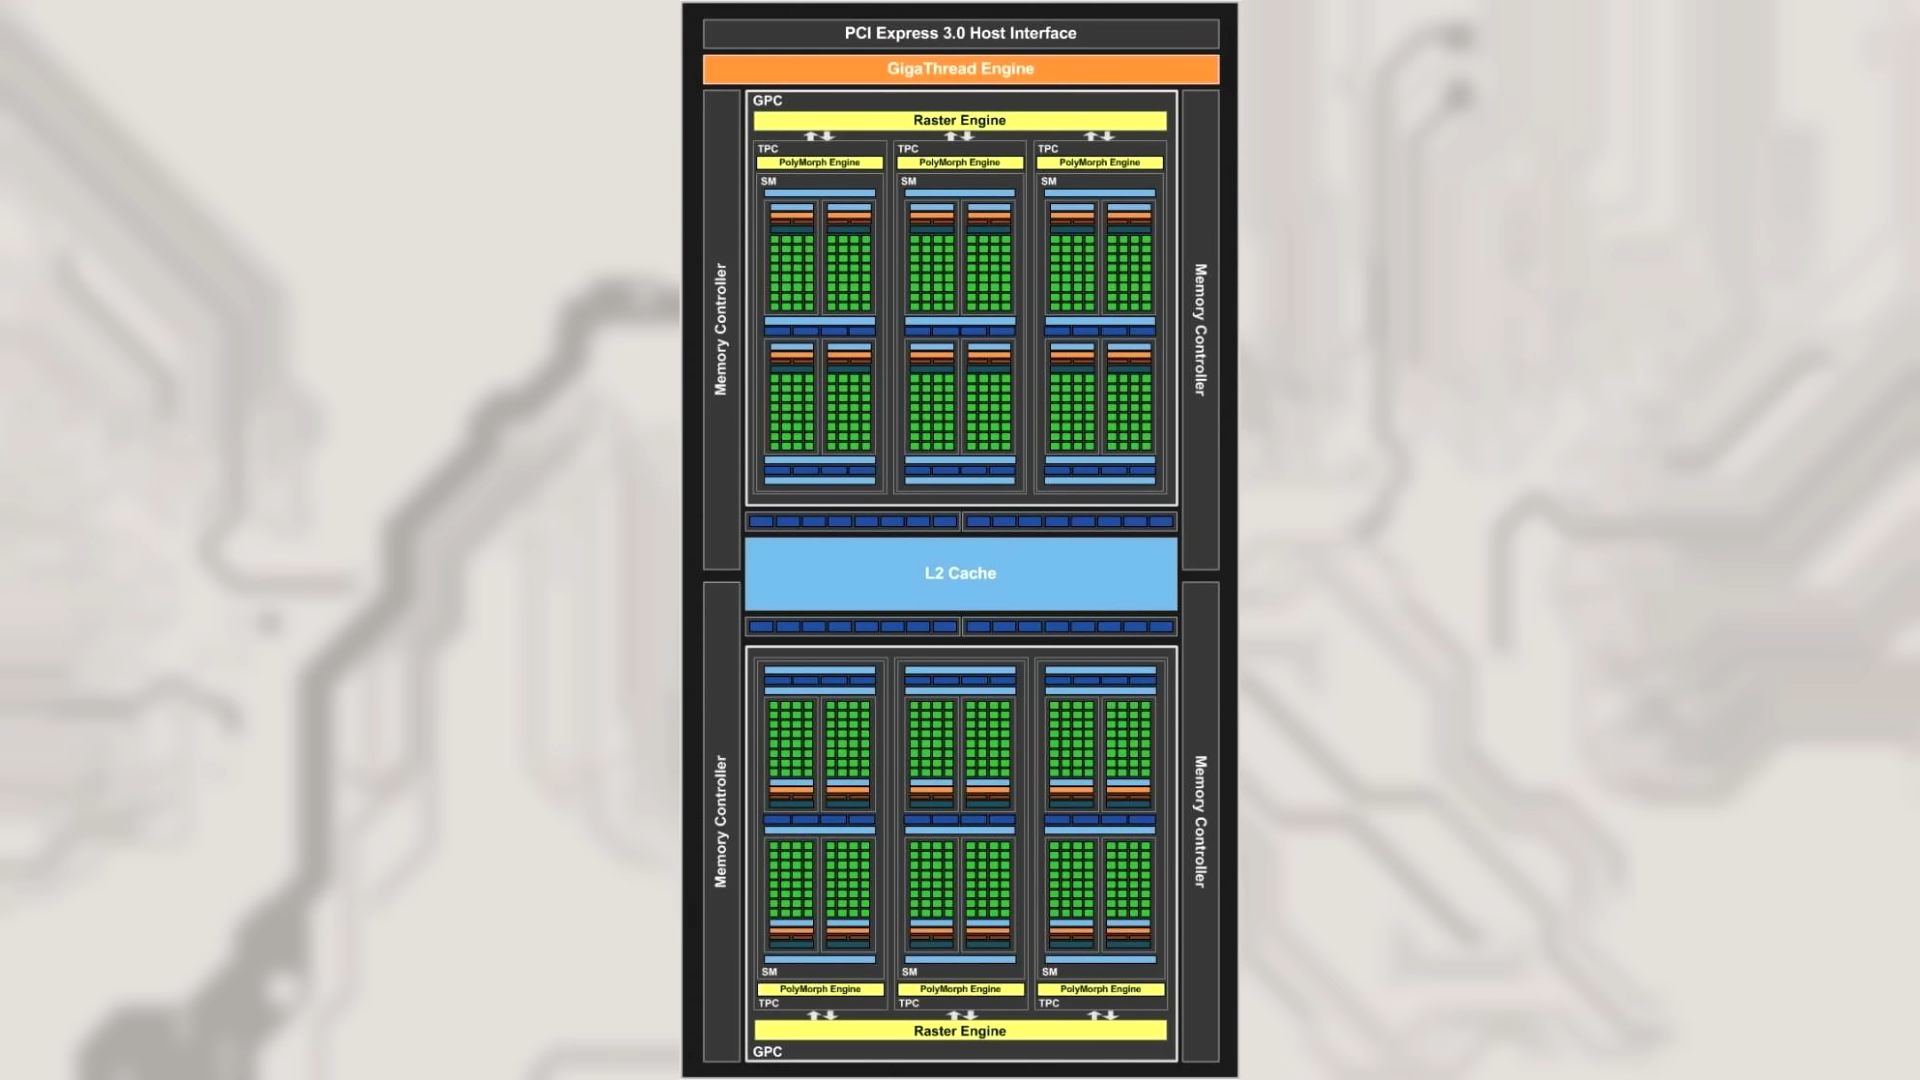 PCI Express 3.0 Host Interface
GigaThread Engine
GPC
Raster Engine
TPC
TPC
TPC
PolyMorph Engine
PolyMorph Engine
PolyMorph Engine
SM
SM
SM
Memory Controller
Memory Controller
L2 Cache
Memory Controller
Memory Controller
SM
SM
SM
PolyMorph Engine
PolyMorph Engine
PolyMorph Engine
TPC
TPC
TPC
Raster Engine
GPC